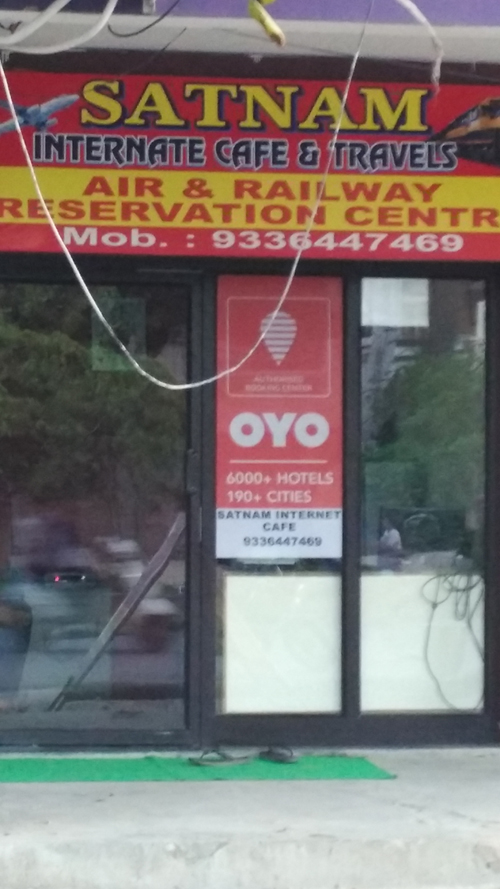 SATNAM
INTERNATE CAFE & TRAVELS
AIR & RAILWAY
RESERVATION CENTR
Mob. : 9336447469
AUTHORISED
BOOKING CENTER
OYO
6000+ HOTELS
190+ CITIES
SATNAM INTERNET
CAFE
9336447469